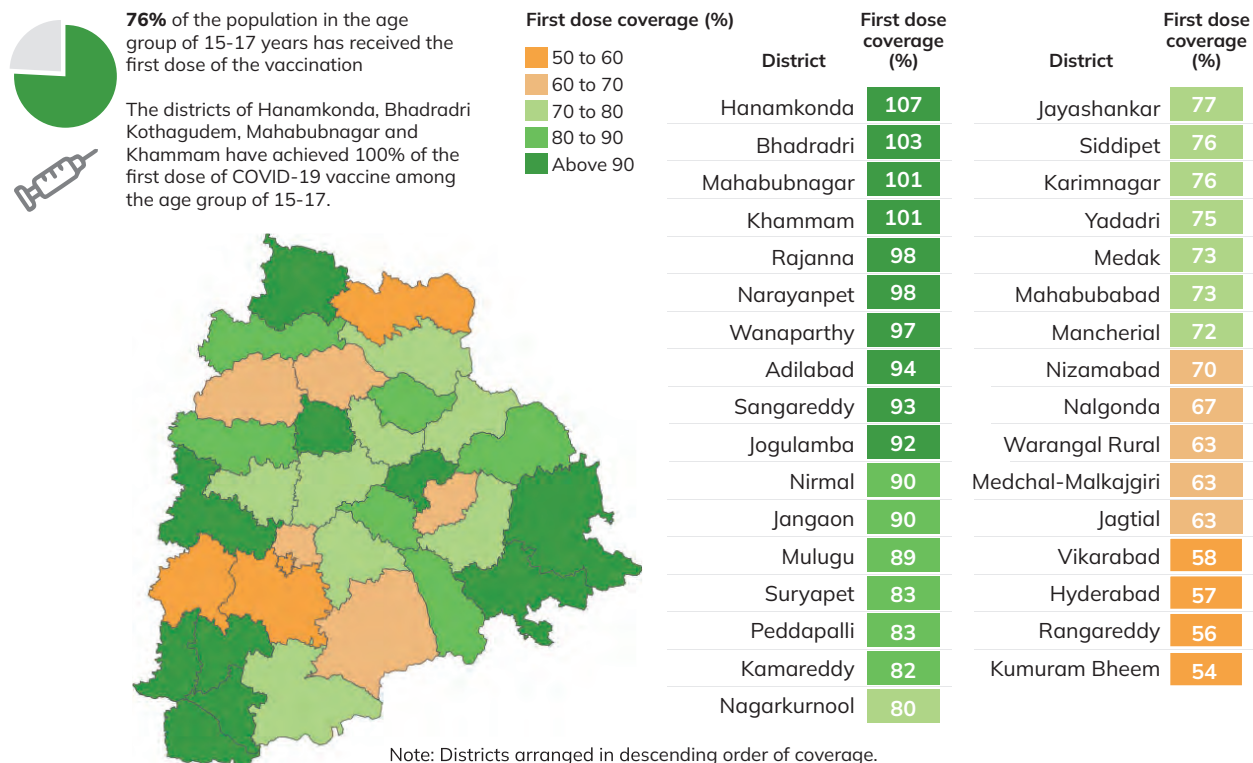 76% of the population in the age
group of 15-17 years has received the
first dose of the vaccination
The districts of Hanamkonda, Bhadradri
Kothagudem, Mahabubnagar and
Khammam have achieved 100% of the
first dose of COVID-19 vaccine among
the age group of 15-17.
First dose coverage (%)
50 to 60
60 to 70
70 to 80
80 to 90
Above 90
District First dose coverage (%)
Hanamkonda 107
Bhadradri 103
Mahabubnagar 101
Khammam 101
Rajanna 98
Narayanpet 98
Wanaparthy 97
Adilabad 94
Sangareddy 93
Jogulamba 92
Nirmal 90
Jangaon 90
Mulugu 89
Suryapet 83
Peddapalli 83
Kamareddy 82
Nagarkurnool 80
District First dose coverage (%)
Jayashankar 77
Siddipet 76
Karimnagar 76
Yadadri 75
Medak 73
Mahabubabad 73
Mancherial 72
Nizamabad 70
Nalgonda 67
Warangal Rural 63
Medchal-Malkajgiri 63
Jagtial 63
Vikarabad 58
Hyderabad 57
Rangareddy 56
Kumuram Bheem 54
Note: Districts arranged in descending order of coverage.